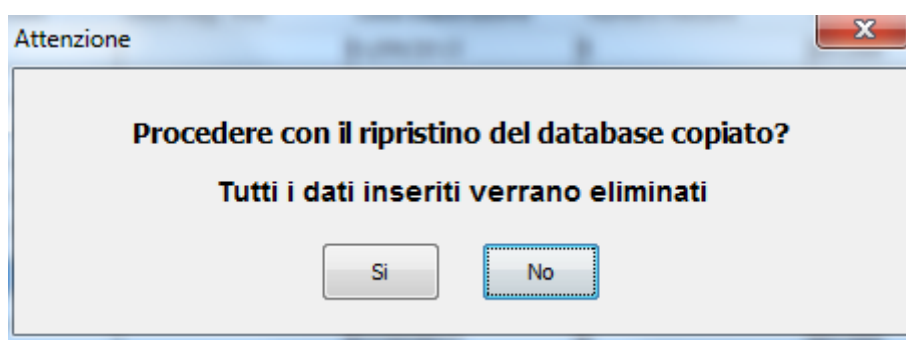 Attenzione
Procedere con il ripristino del database copiato?
Tutti i dati inseriti verrano eliminati
Si
No